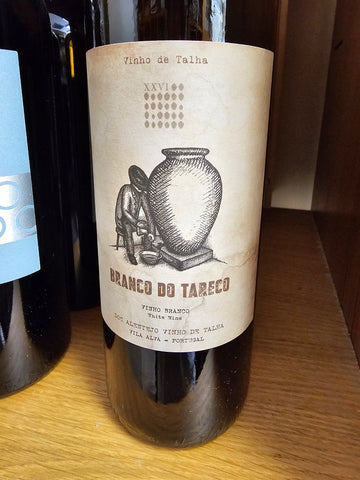 Vinho de Talha
XXVI
BRANCO DO TARECO
VINHO BRANCO
White Wine
DOC ALENTEJO VINHO DE TALHA
VILA ALVA - PORTUGAL